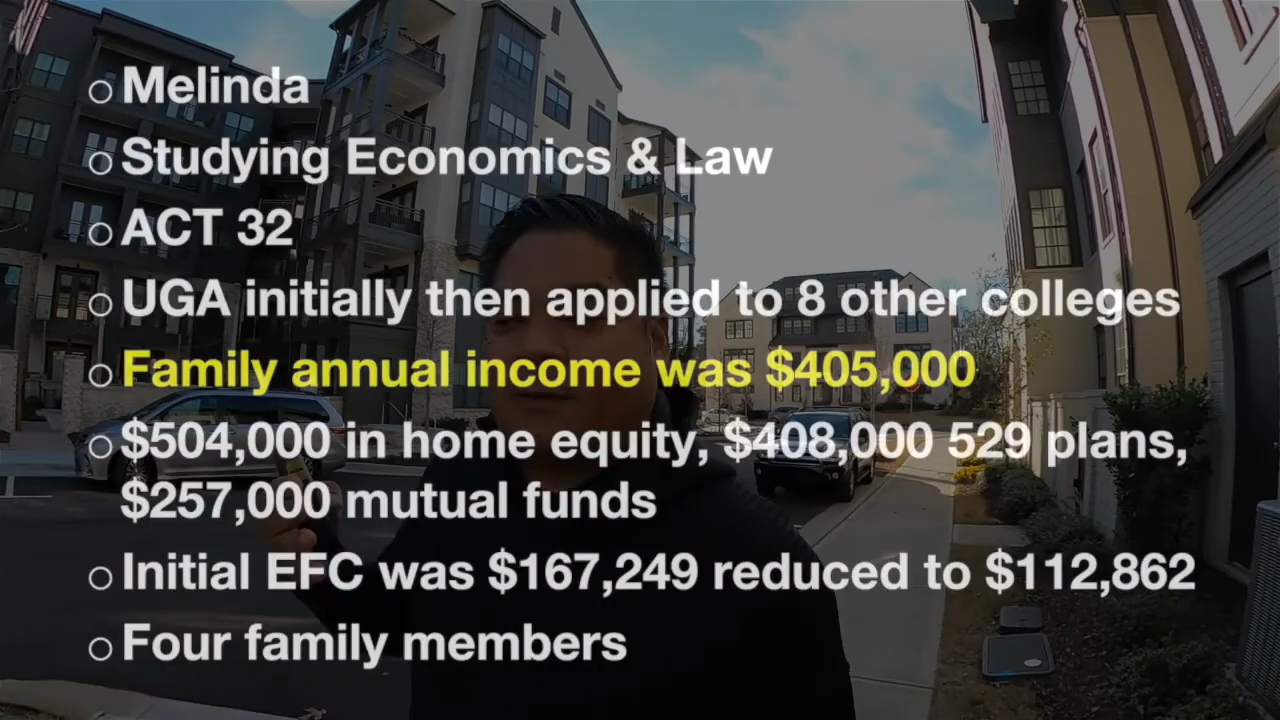 Melinda
Studying Economics & Law
ACT 32
UGA initially then applied to 8 other colleges
Family annual income was $405,000
$504,000 in home equity, $408,000 529 plans,
$257,000 mutual funds
Initial EFC was $167,249 reduced to $112,862
Four family members